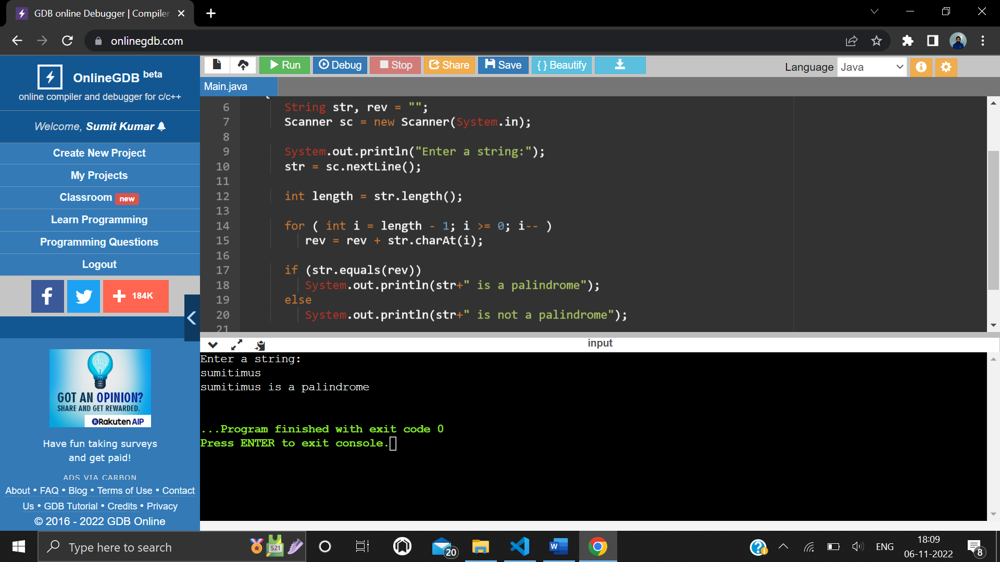 GDB online Debugger | Compiler
onlinegdb.com
OnlineGDB beta
online compiler and debugger for c/c++
Welcome, Sumit Kumar
Create New Project
My Projects
Classroom new
Learn Programming
Programming Questions
Logout
184K
idea
GOT AN OPINION?
SHARE AND GET REWARDED.
Rakuten AIP
Have fun taking surveys
and get paid!
ADS VIA CARBON
About • FAQ • Blog • Terms of Use • Contact
Us • GDB Tutorial • Credits • Privacy
© 2016 - 2022 GDB Online
Run Debug Stop Share Save { } Beautify
Language Java
Main.java
6 String str, rev = "";
7 Scanner sc = new Scanner(System.in);
8
9 System.out.println("Enter a string:");
10 str = sc.nextLine();
11
12 int length = str.length();
13
14 for ( int i = length - 1; i >= 0; i-- )
15 rev = rev + str.charAt(i);
16
17 if (str.equals(rev))
18 System.out.println(str+" is a palindrome");
19 else
20 System.out.println(str+" is not a palindrome");
21
input
Enter a string:
sumitimus
sumitimus is a palindrome
...Program finished with exit code 0
Press ENTER to exit console.
Type here to search
521
20
W
ENG
18:09
06-11-2022
8